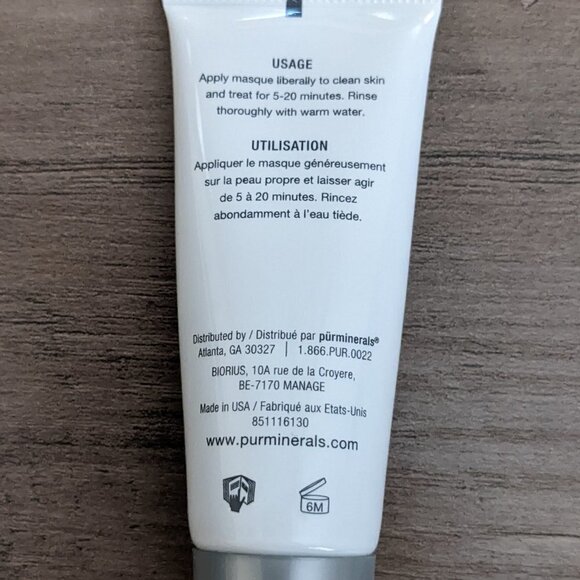 USAGE
Apply masque liberally to clean skin
and treat for 5-20 minutes. Rinse
thoroughly with warm water.
UTILISATION
Appliquer le masque généreusement
sur la peau propre et laisser agir
de 5 à 20 minutes. Rincez
abondamment à l'eau tiède.
Distributed by / Distribué par pürminerals®
Atlanta, GA 30327 | 1.866.PUR.0022
BIORIUS, 10A rue de la Croyere,
BE-7170 MANAGE
Made in USA / Fabriqué aux Etats-Unis
851116130
www.purminerals.com
6M